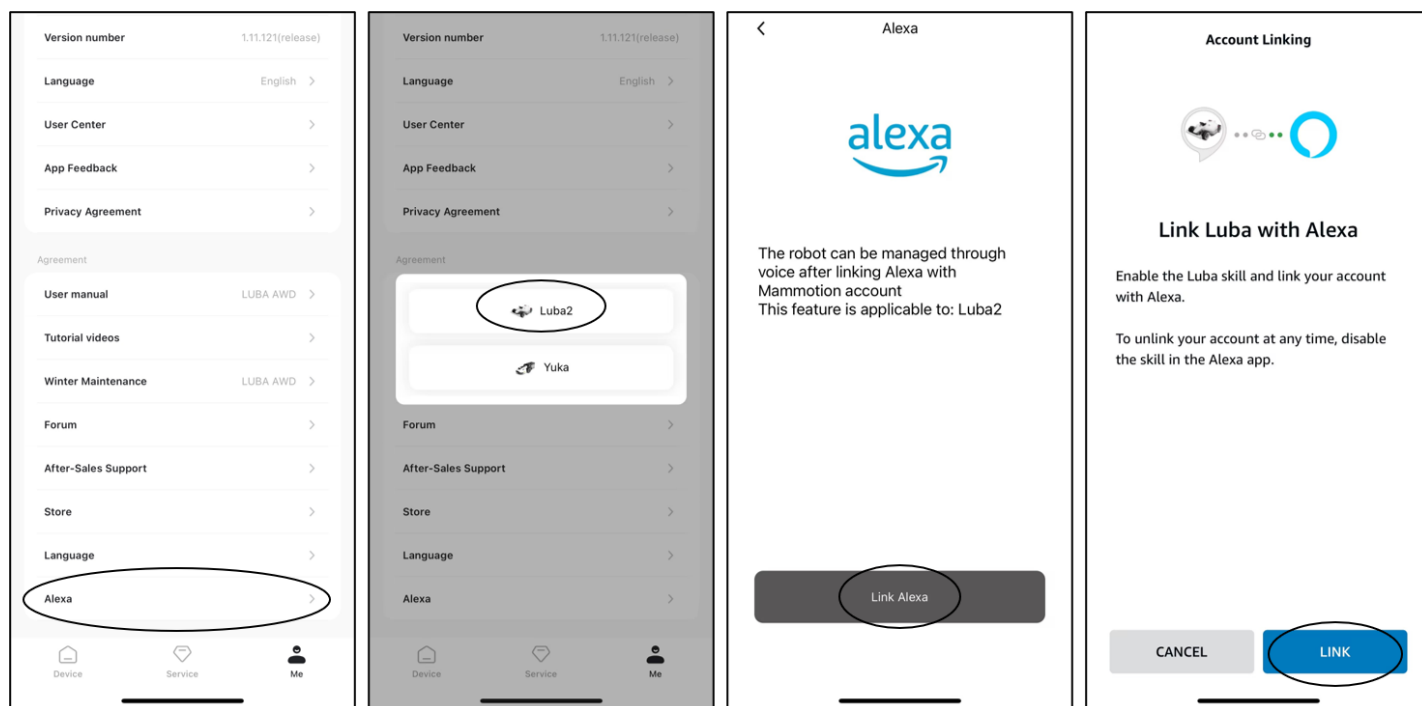 Version number 1.11.121(release)
Language English
User Center
App Feedback
Privacy Agreement
Agreement
User manual LUBA AWD
Tutorial videos
Winter Maintenance LUBA AWD
Forum
After-Sales Support
Store
Language
Alexa
Device Service Me
Version number 1.11.121(release)
Language English
User Center
App Feedback
Privacy Agreement
Agreement
Luba2
Yuka
Forum
After-Sales Support
Store
Language
Alexa
Device Service Me
Alexa
alexa
The robot can be managed through
voice after linking Alexa with
Mammotion account
This feature is applicable to: Luba2
Link Alexa
Account Linking
Link Luba with Alexa
Enable the Luba skill and link your account
with Alexa.
To unlink your account at any time, disable
the skill in the Alexa app.
CANCEL LINK